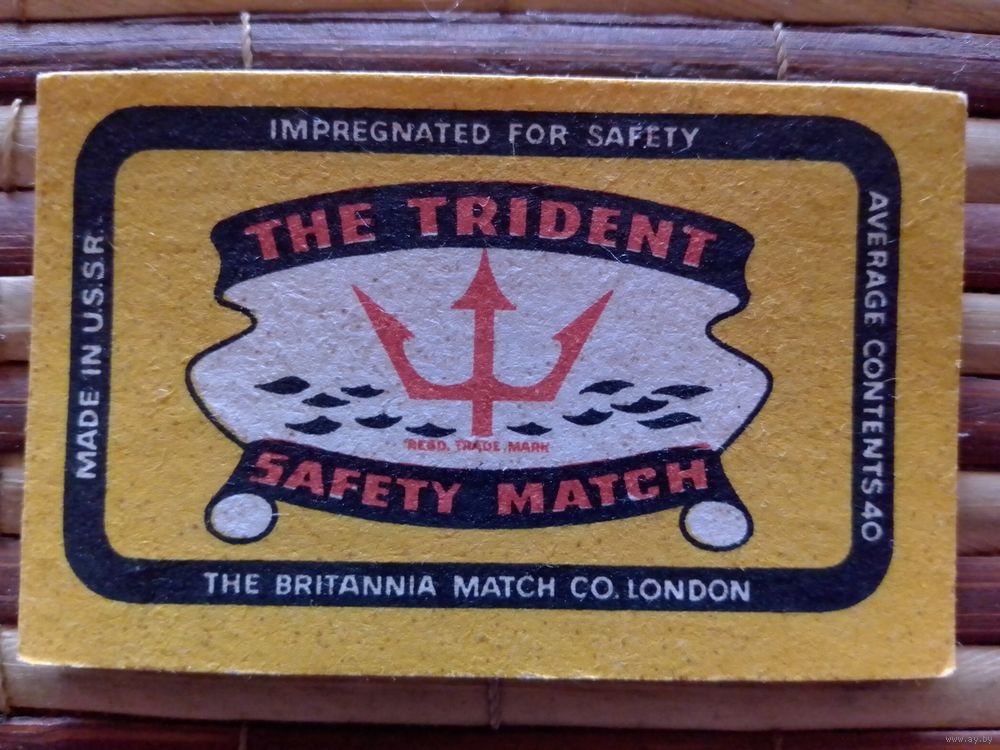 IMPREGNATED FOR SAFETY
THE TRIDENT
REGD. TRADE MARK
SAFETY MATCH
MADE IN U.S.S.R.
AVERAGE CONTENTS 40
THE BRITANNIA MATCH CO. LONDON
www.ay.by